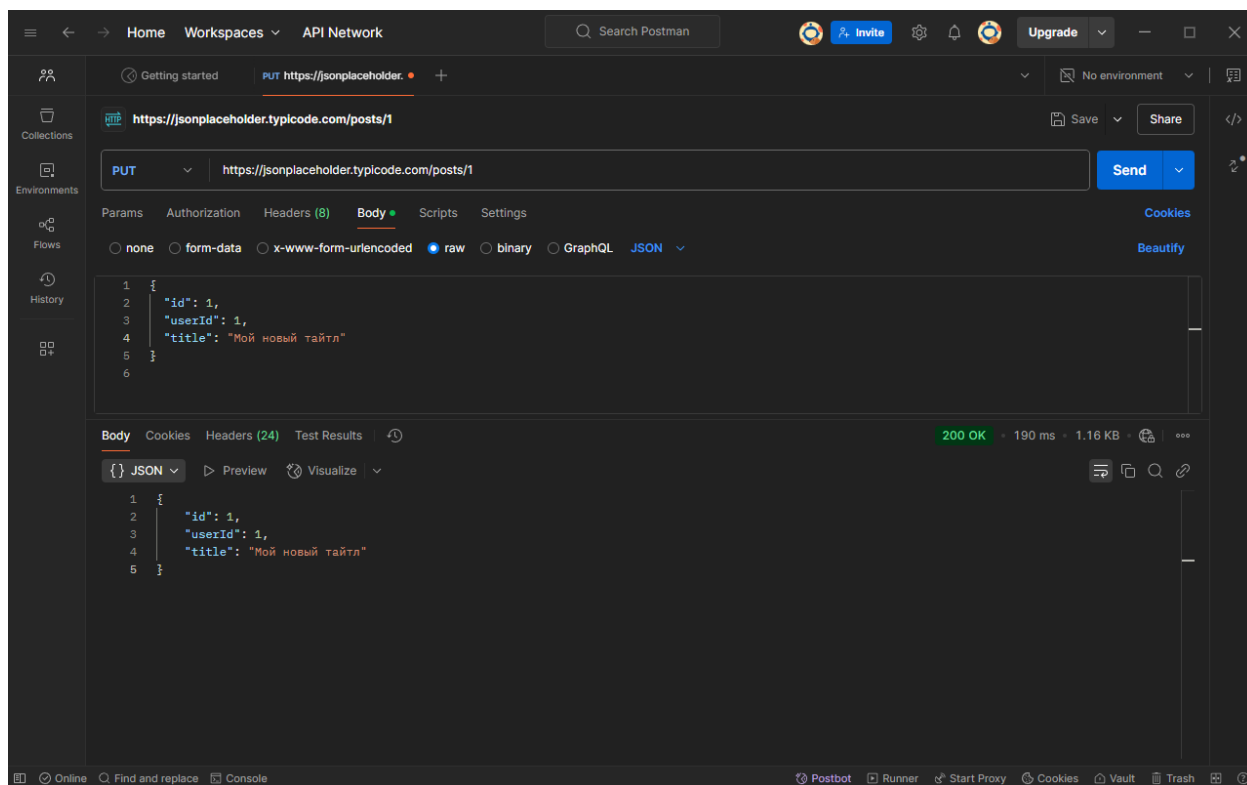 Home Workspaces API Network Search Postman Invite Upgrade
Getting started PUT https://jsonplaceholder. No environment
HTTP https://jsonplaceholder.typicode.com/posts/1 Save Share
Collections
PUT https://jsonplaceholder.typicode.com/posts/1 Send
Environments
Params Authorization Headers (8) Body Scripts Settings Cookies
Flows
none form-data x-www-form-urlencoded raw binary GraphQL JSON Beautify
History
1 {
2 "id": 1,
3 "userId": 1,
4 "title": "Мой новый тайтл"
5 }
6
Body Cookies Headers (24) Test Results 200 OK 190 ms 1.16 KB
{} JSON Preview Visualize
1 {
2 "id": 1,
3 "userId": 1,
4 "title": "Мой новый тайтл"
5 }
Online Find and replace Console Postbot Runner Start Proxy Cookies Vault Trash